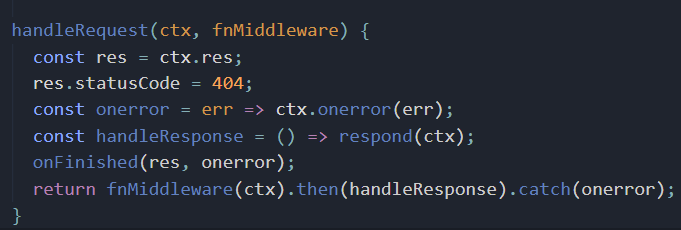 handleRequest(ctx, fnMiddleware) {
  const res = ctx.res;
  res.statusCode = 404;
  const onerror = err => ctx.onerror(err);
  const handleResponse = () => respond(ctx);
  onFinished(res, onerror);
  return fnMiddleware(ctx).then(handleResponse).catch(onerror);
}